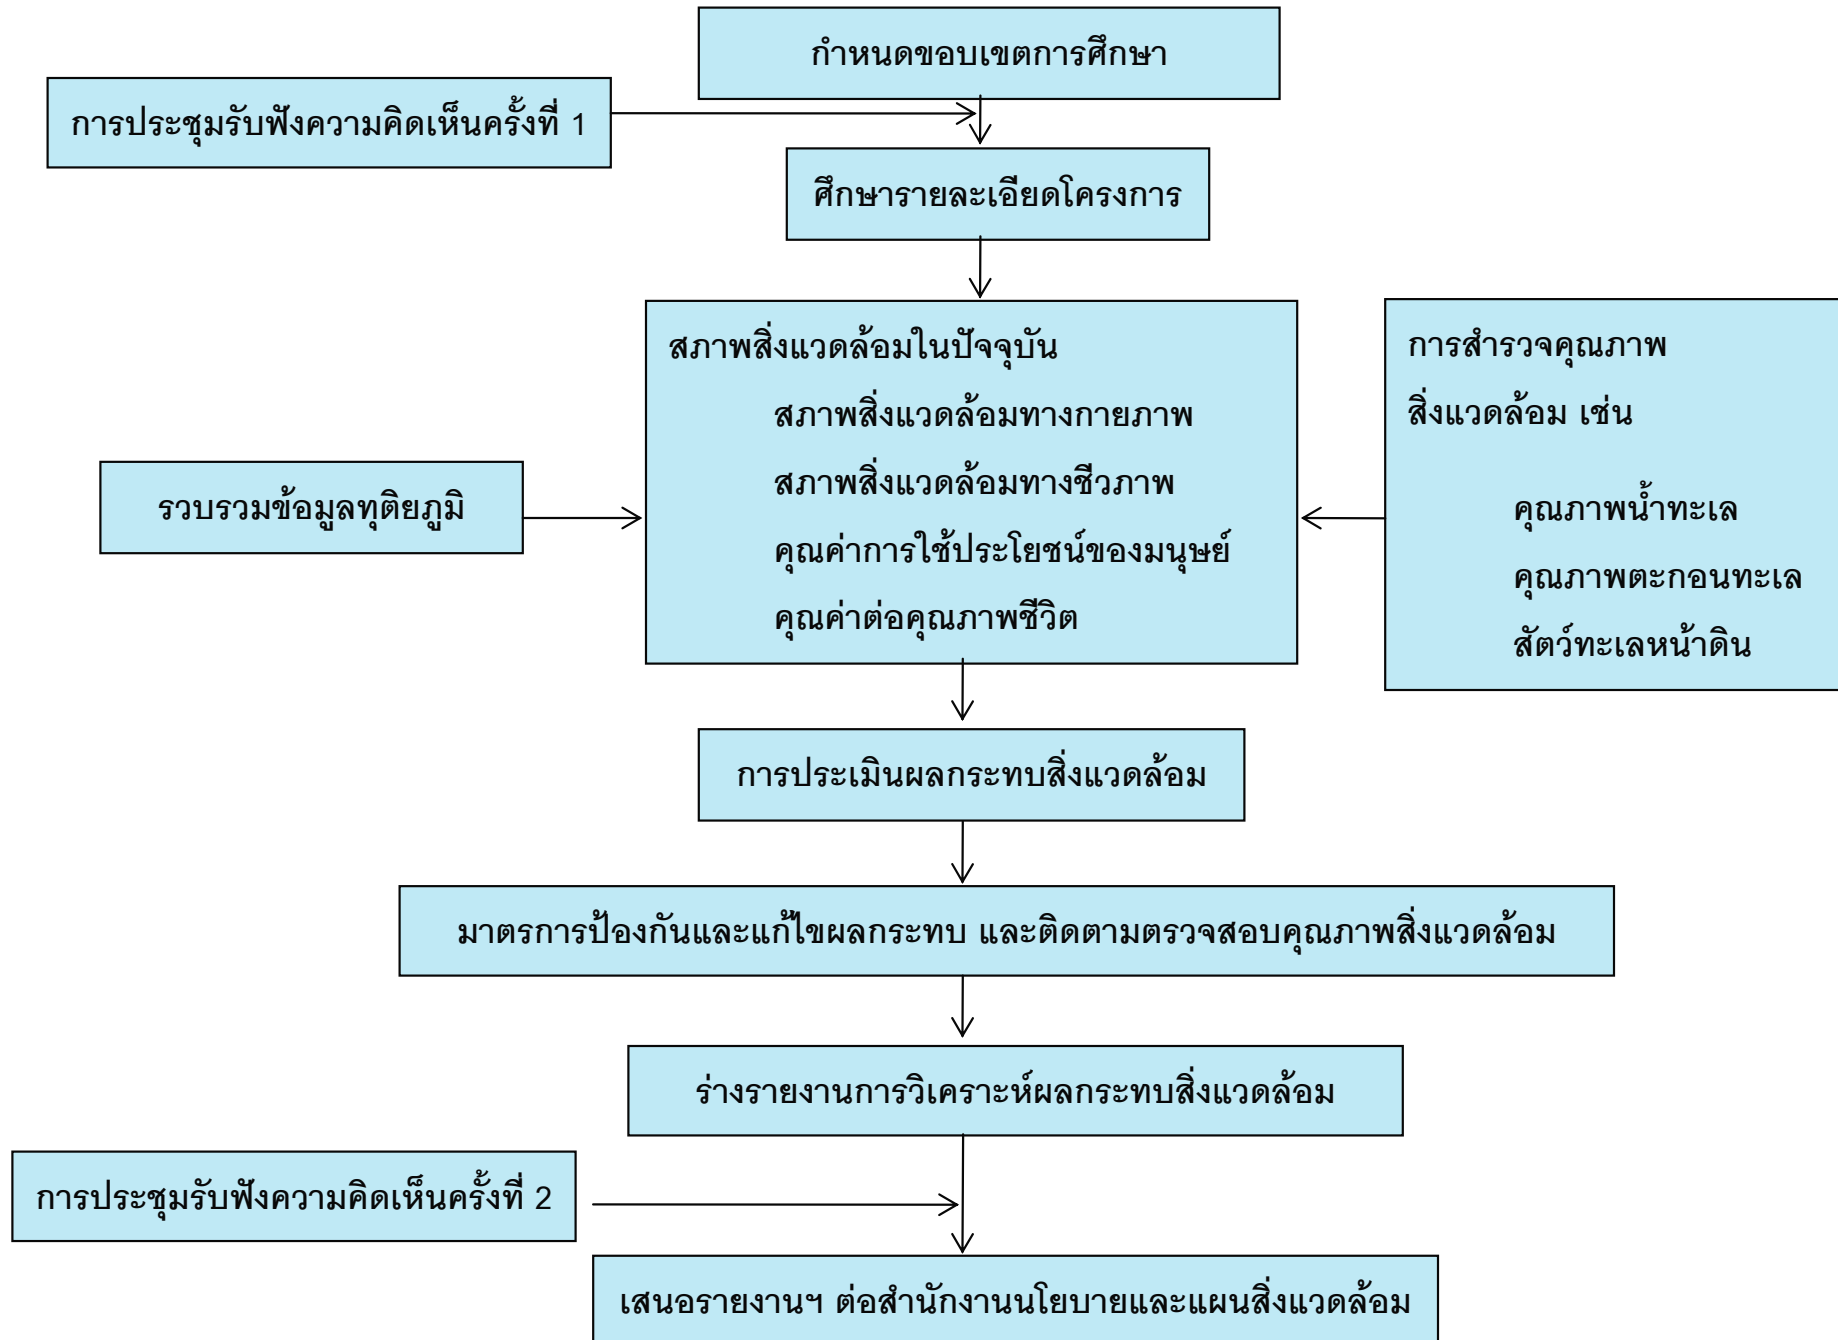 กำหนดขอบเขตการศึกษา
การประชุมรับฟังความคิดเห็นครั้งที่ 1
ศึกษารายละเอียดโครงการ
สภาพสิ่งแวดล้อมในปัจจุบัน
สภาพสิ่งแวดล้อมทางกายภาพ
สภาพสิ่งแวดล้อมทางชีวภาพ
คุณค่าการใช้ประโยชน์ของมนุษย์
คุณค่าต่อคุณภาพชีวิต
รวบรวมข้อมูลทุติยภูมิ
การสำรวจคุณภาพ
สิ่งแวดล้อม เช่น
คุณภาพน้ำทะเล
คุณภาพตะกอนทะเล
สัตว์ทะเลหน้าดิน
การประเมินผลกระทบสิ่งแวดล้อม
มาตรการป้องกันและแก้ไขผลกระทบ และติดตามตรวจสอบคุณภาพสิ่งแวดล้อม
ร่างรายงานการวิเคราะห์ผลกระทบสิ่งแวดล้อม
การประชุมรับฟังความคิดเห็นครั้งที่ 2
เสนอรายงานฯ ต่อสำนักงานนโยบายและแผนสิ่งแวดล้อม